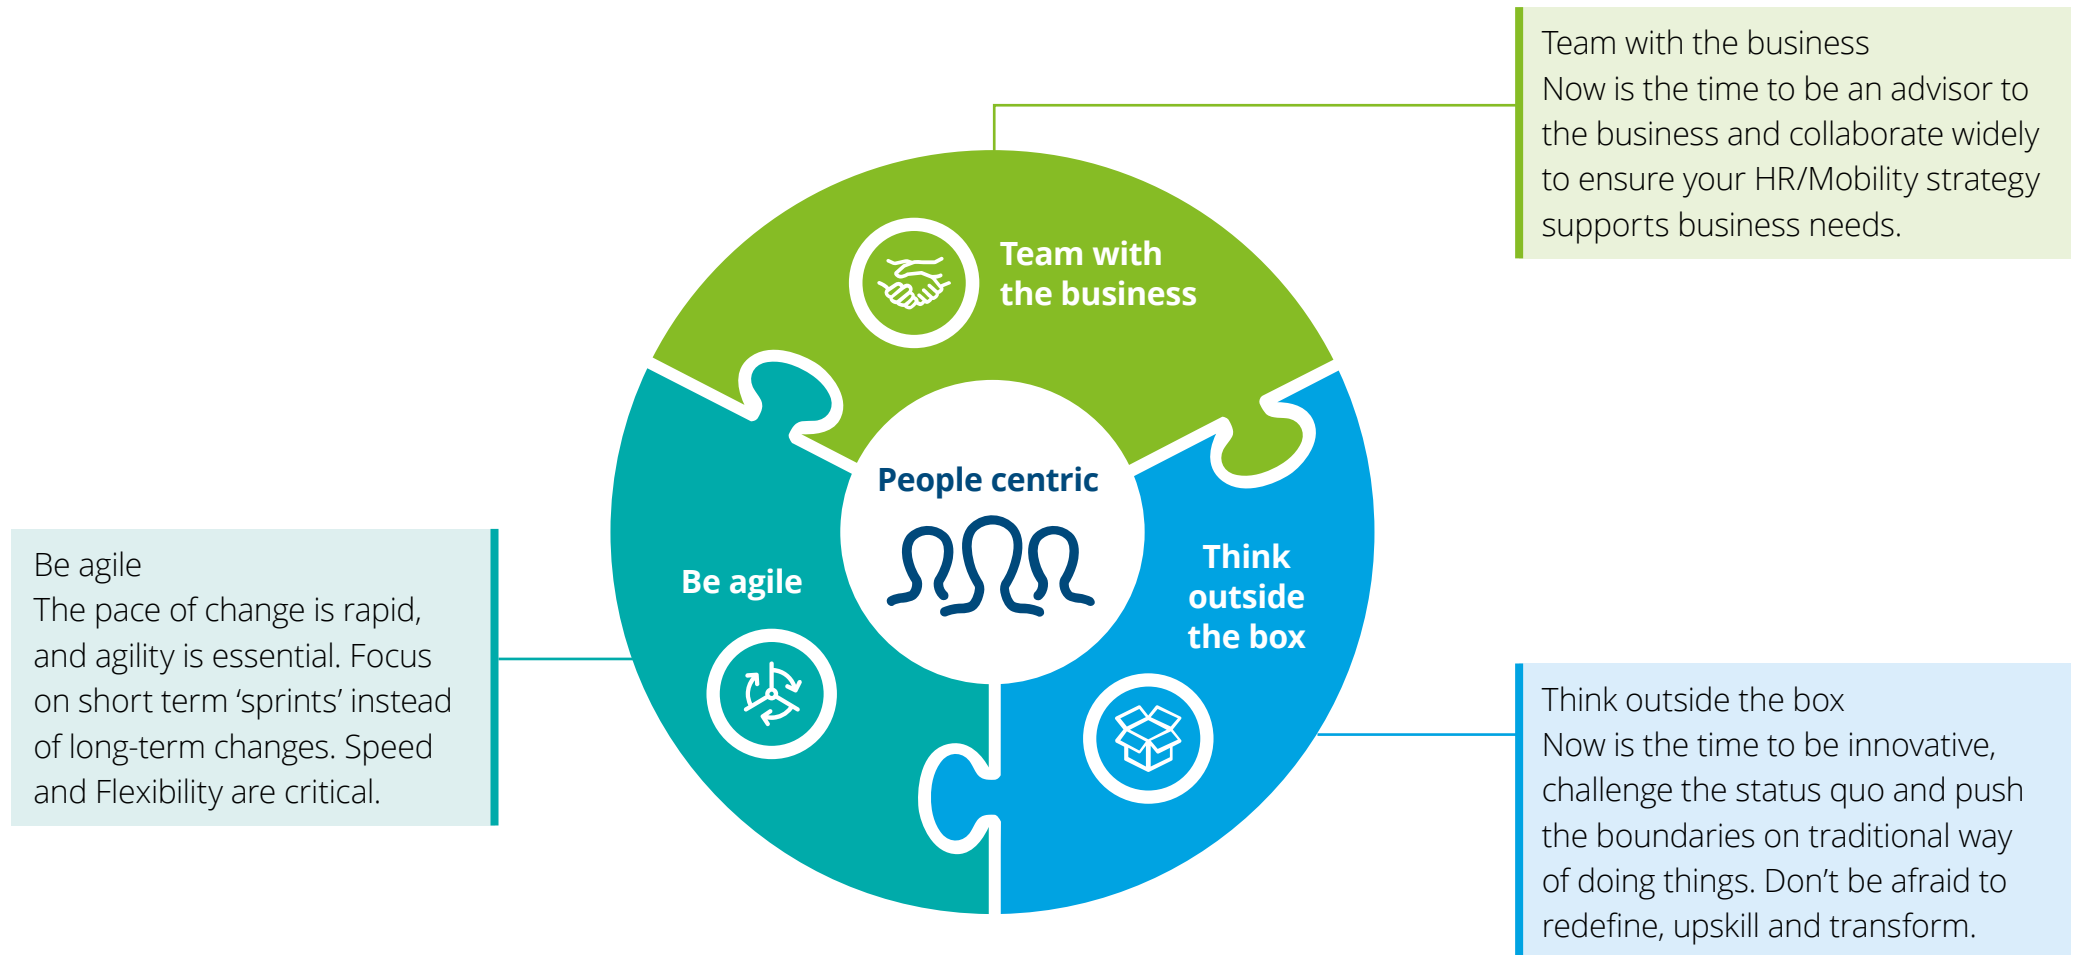 Team with the business
Now is the time to be an advisor to
the business and collaborate widely
to ensure your HR/Mobility strategy
supports business needs.
Team with
the business
People centric
Be agile
Think
outside
the box
Be agile
The pace of change is rapid,
and agility is essential. Focus
on short term ‘sprints’ instead
of long-term changes. Speed
and Flexibility are critical.
Think outside the box
Now is the time to be innovative,
challenge the status quo and push
the boundaries on traditional way
of doing things. Don’t be afraid to
redefine, upskill and transform.